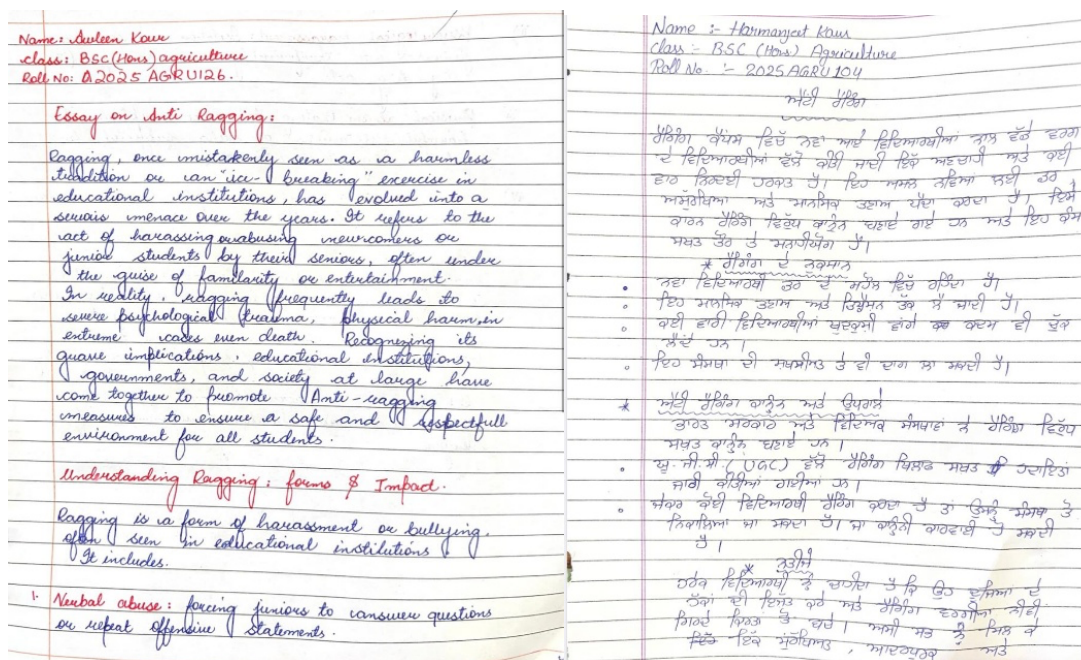 Name: Avleen Kaur
class: BSC(Hons) agriculture
Roll No: A2025 AGRU126.
Essay on Anti Ragging:
Ragging, once mistakenly seen as a harmless
tradition or an "ice-breaking" exercise in
educational institutions, has evolved into a
serious menace over the years. It refers to the
act of harassing or abusing newcomers or
junior students by their seniors, often under
the guise of familarity or entertainment.
In reality, ragging frequently leads to
severe psychological trauma, physical harm, in
extreme cases even death. Recognizing its
grave implications, educational institutions,
governments, and society at large have
come together to promote Anti-ragging
measures to ensure a safe and respectfull
environment for all students.
Understanding Ragging: forms & Impact.
Ragging is a form of harassment or bullying
often seen in educational institutions
It includes.
1. Verbal abuse: forcing juniors to answer questions
or repeat offensive statements.
Name :- Harmanjeet Kaur
Class :- BSC (Hons) Agriculture
Roll No. :- 2025AGRU104
ਐਂਟੀ ਰੈਗਿੰਗ
ਰੈਗਿੰਗ ਕੈਂਪਸ ਵਿੱਚ ਨਵਾਂ ਆਏ ਵਿਦਿਆਰਥੀਆਂ ਨਾਲ ਵੱਡੇ ਵਰਗ
ਦੇ ਵਿਦਿਆਰਥੀਆਂ ਵੱਲੋਂ ਕੀਤੀ ਜਾਂਦੀ ਇੱਕ ਅਣਚਾਹੀ ਅਤੇ ਕਈ
ਵਾਰ ਨਿਰਦਈ ਹਰਕਤ ਹੈ। ਇਹ ਅਮਲ ਨਵਿਆਂ ਲਈ ਡਰ,
ਅਸੁਰੱਖਿਆ ਅਤੇ ਮਾਨਸਿਕ ਤਣਾਅ ਪੈਦਾ ਕਰਦਾ ਹੈ। ਇਸੇ
ਕਾਰਨ ਰੈਗਿੰਗ ਵਿਰੁੱਧ ਕਾਨੂੰਨ ਬਣਾਏ ਗਏ ਹਨ ਅਤੇ ਇਹ ਕੰਮ
ਸਖ਼ਤ ਤੌਰ ਤੇ ਮਨਾਹੀਯੋਗ ਹੈ।
* ਰੈਗਿੰਗ ਦੇ ਨੁਕਸਾਨ
ਨਵਾਂ ਵਿਦਿਆਰਥੀ ਡਰ ਦੇ ਮਹੌਲ ਵਿੱਚ ਰਹਿੰਦਾ ਹੈ।
ਇਹ ਮਾਨਸਿਕ ਤਣਾਅ ਅਤੇ ਡਿਪ੍ਰੈਸ਼ਨ ਤੱਕ ਲੈ ਜਾਂਦੀ ਹੈ।
ਕਈ ਵਾਰੀ ਵਿਦਿਆਰਥੀਆਂ ਖੁਦਕੁਸ਼ੀ ਵਾਂਗੇ ਕਦਮ ਵੀ ਚੁੱਕ
ਲੈਂਦੇ ਹਨ।
ਇਹ ਸੰਸਥਾ ਦੀ ਸ਼ਖਸੀਅਤ ਤੇ ਵੀ ਦਾਗ ਲਾ ਸਕਦੀ ਹੈ।
* ਐਂਟੀ ਰੈਗਿੰਗ ਕਾਨੂੰਨ ਅਤੇ ਉਪਰਾਲੇ
ਭਾਰਤ ਸਰਕਾਰ ਅਤੇ ਵਿਦਿਅਕ ਸੰਸਥਾਵਾਂ ਨੇ ਰੈਗਿੰਗ ਵਿਰੁੱਧ
ਸਖ਼ਤ ਕਾਨੂੰਨ ਬਣਾਏ ਹਨ।
ਯੂ.ਜੀ.ਸੀ. (UGC) ਵੱਲੋਂ ਰੈਗਿੰਗ ਖਿਲਾਫ ਸਖ਼ਤ ਹਦਾਇਤਾਂ
ਜਾਰੀ ਕੀਤੀਆਂ ਗਈਆਂ ਹਨ।
ਜੇਕਰ ਕੋਈ ਵਿਦਿਆਰਥੀ ਰੈਗਿੰਗ ਕਰਦਾ ਹੈ ਤਾਂ ਉਸਨੂੰ ਸੰਸਥਾ ਤੋਂ
ਨਿਕਾਲਿਆ ਜਾ ਸਕਦਾ ਹੈ। ਜਾਂ ਕਾਨੂੰਨੀ ਕਾਰਵਾਈ ਹੋ ਸਕਦੀ
ਹੈ।
* ਨਤੀਜੇ
ਹਰੇਕ ਵਿਦਿਆਰਥੀ ਨੂੰ ਚਾਹੀਦਾ ਹੈ ਕਿ ਉਹ ਦੂਜਿਆਂ ਦੇ
ਹੱਕਾਂ ਦੀ ਇੱਜ਼ਤ ਕਰੇ ਅਤੇ ਰੈਗਿੰਗ ਵਰਗੀਆਂ ਨੀਵੀਂ
ਤੋਂ ਬਚੇ। ਅਸੀਂ ਸਭ ਨੂੰ ਮਿਲ ਕੇ
ਇੱਕ ਸੁਰੱਖਿਅਤ, ਆਦਰਪੂਰਕ ਅਤੇ